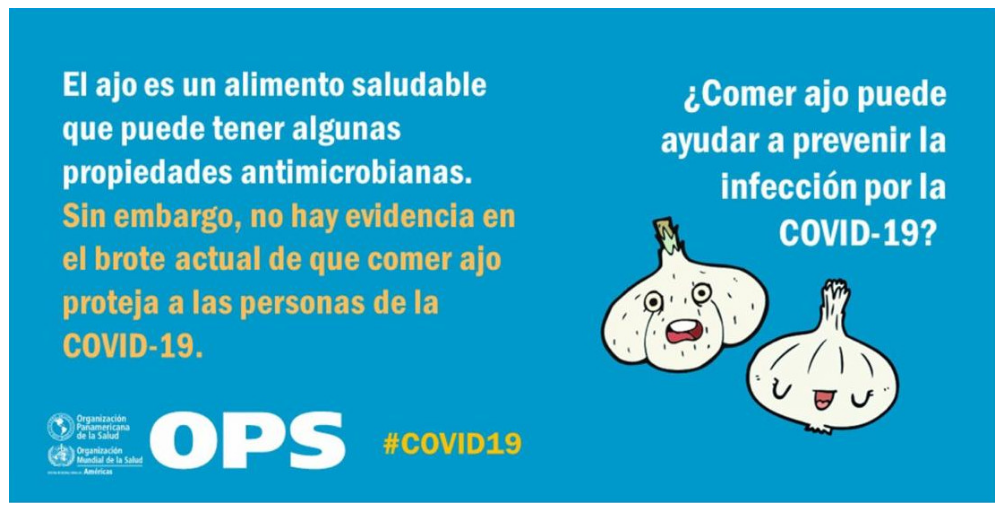 El ajo es un alimento saludable
que puede tener algunas
propiedades antimicrobianas.
Sin embargo, no hay evidencia en
el brote actual de que comer ajo
proteja a las personas de la
COVID-19.
¿Comer ajo puede
ayudar a prevenir la
infección por la
COVID-19?
Organización
Panamericana
de la Salud
Organización
Mundial de la Salud
Américas
OPS
#COVID19